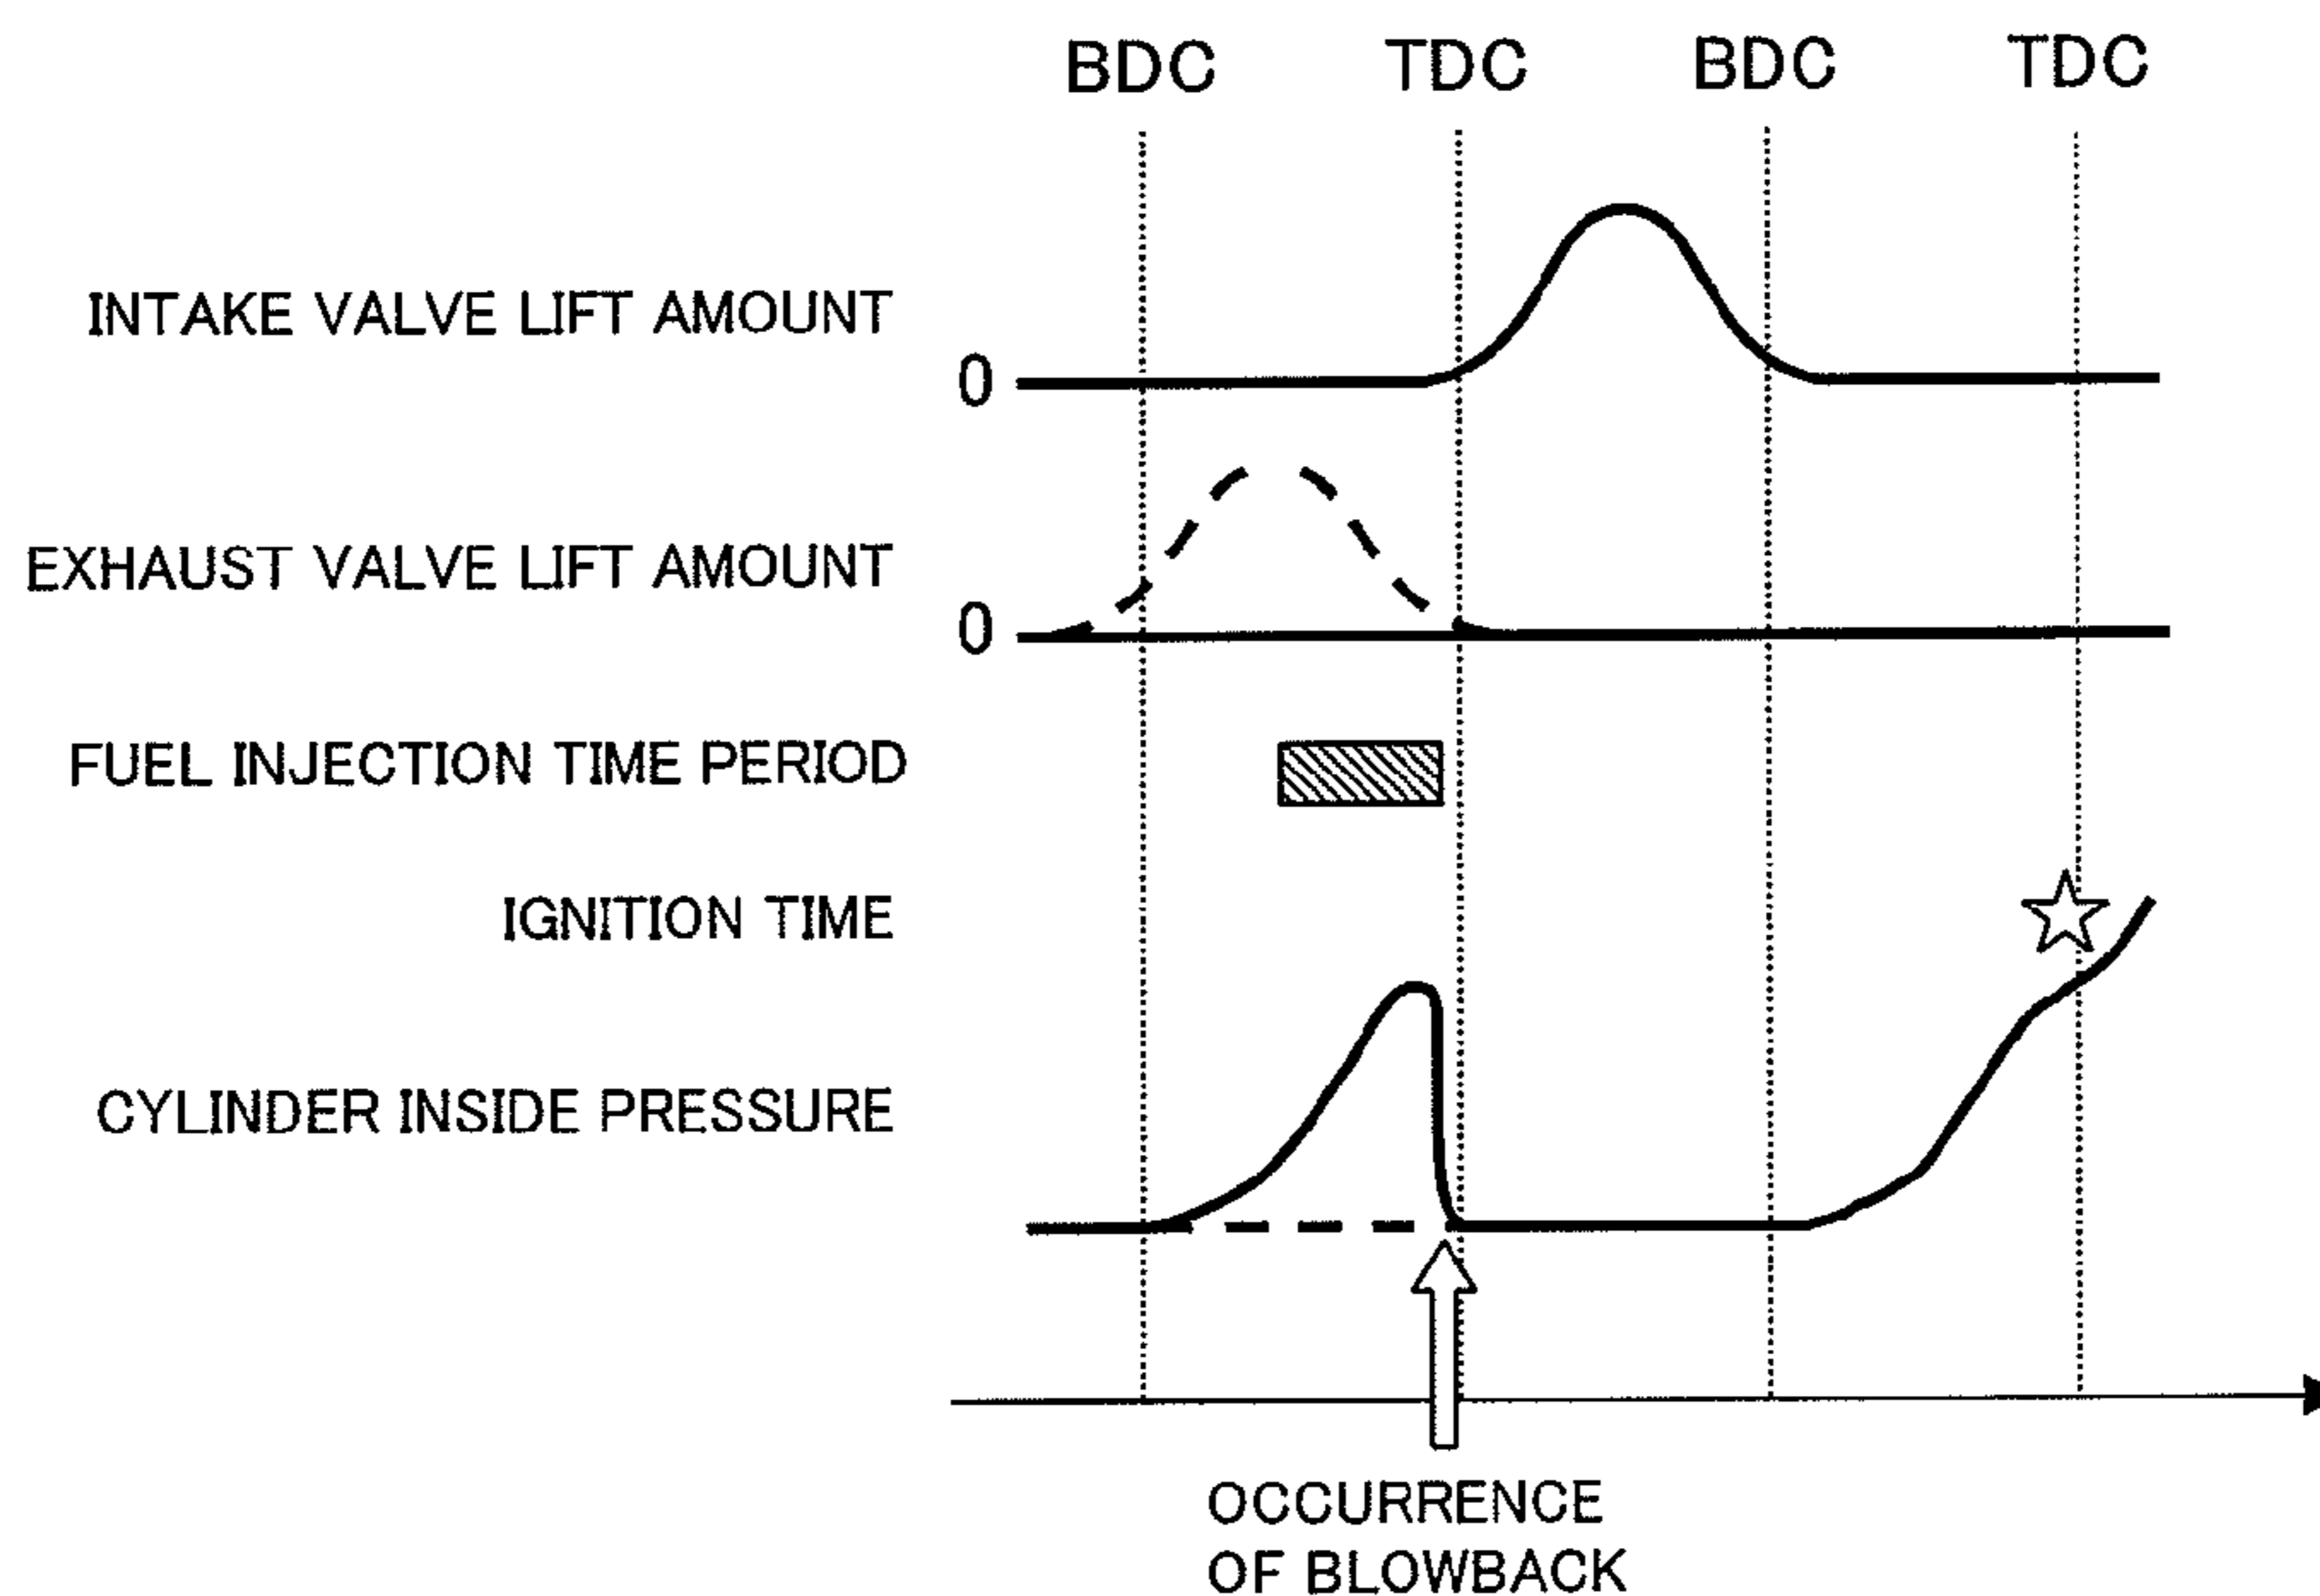 BDC TDC BDC TDC
INTAKE VALVE LIFT AMOUNT
0
EXHAUST VALVE LIFT AMOUNT
0
FUEL INJECTION TIME PERIOD
IGNITION TIME
CYLINDER INSIDE PRESSURE
OCCURRENCE
OF BLOWBACK